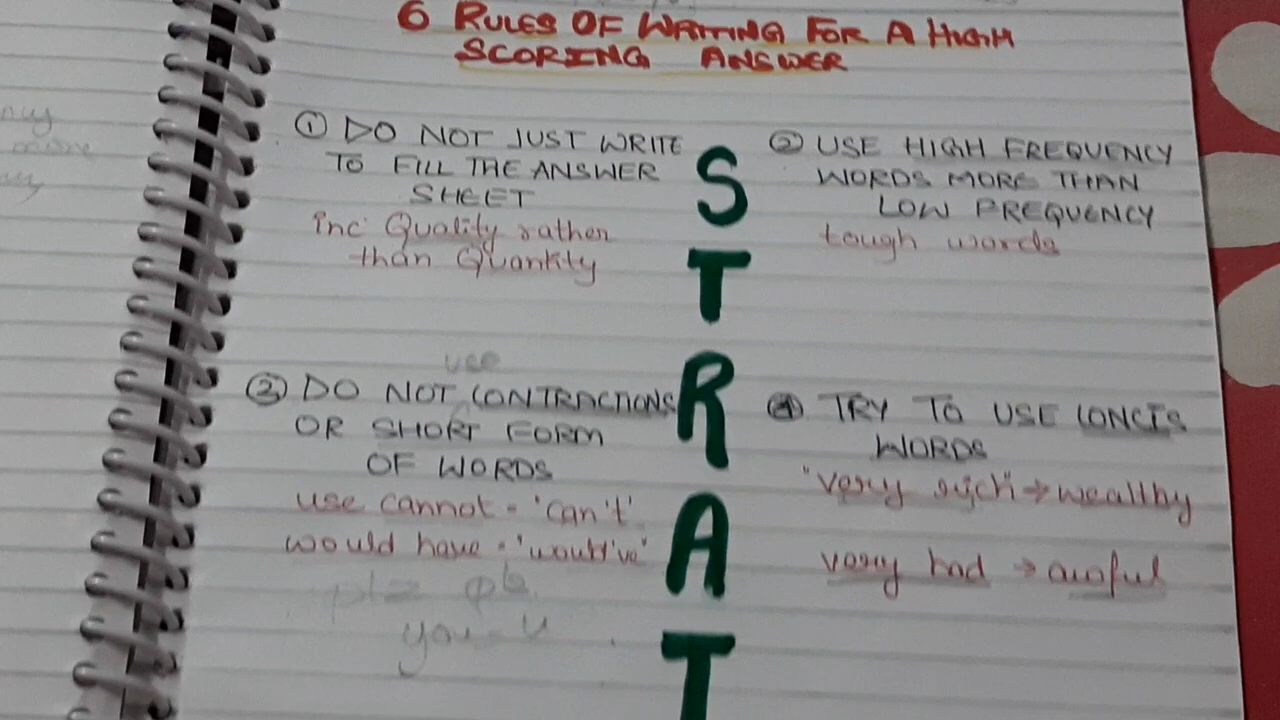 6 RULES OF WRITING FOR A HIGH
SCORING ANSWER
① DO NOT JUST WRITE
TO FILL THE ANSWER
SHEET
inc Quality rather
than Quantity
② USE HIGH FREQUENCY
WORDS MORE THAN
LOW FREQUENCY
tough words
S
T
R
A
T
use
③ DO NOT CONTRACTIONS
OR SHORT FORM
OF WORDS
use cannot - 'can't'
would have - "would've"
plz
you - u
④ TRY TO USE CONCIS
WORDS
"very rich" → wealthy
very bad → awful